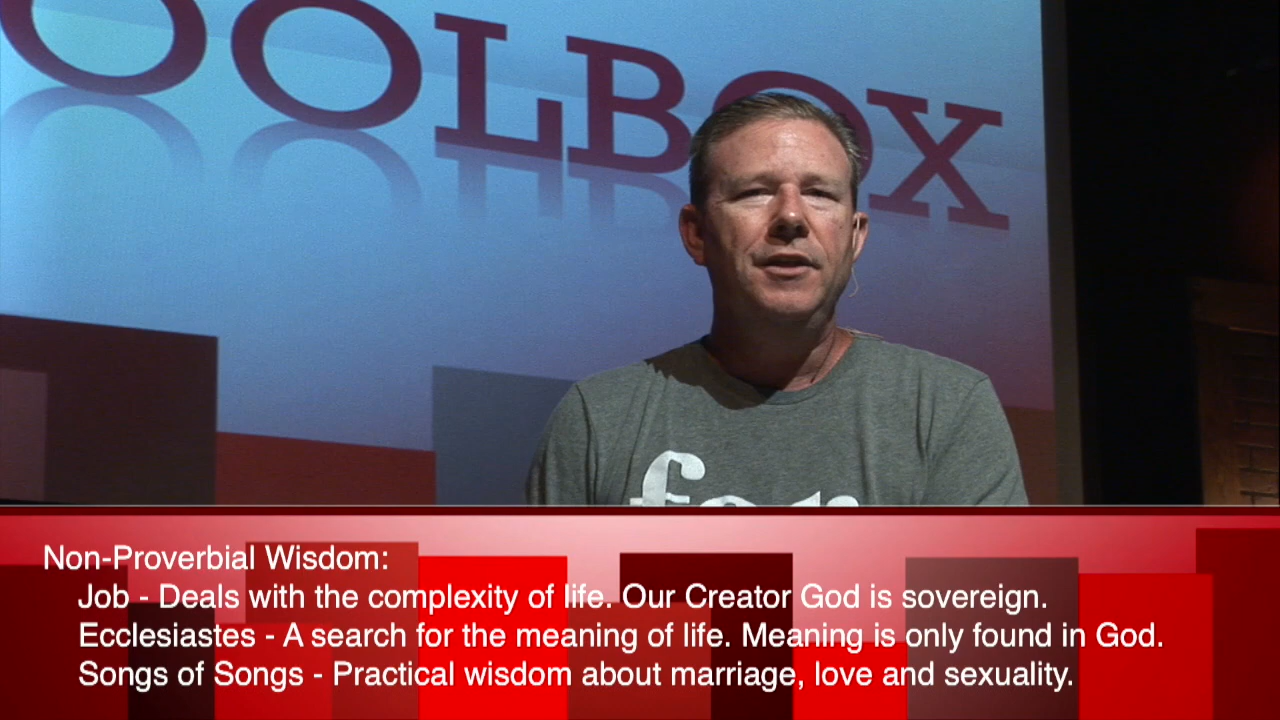 OOLBOX
for
Non-Proverbial Wisdom:
Job - Deals with the complexity of life. Our Creator God is sovereign.
Ecclesiastes - A search for the meaning of life. Meaning is only found in God.
Songs of Songs - Practical wisdom about marriage, love and sexuality.